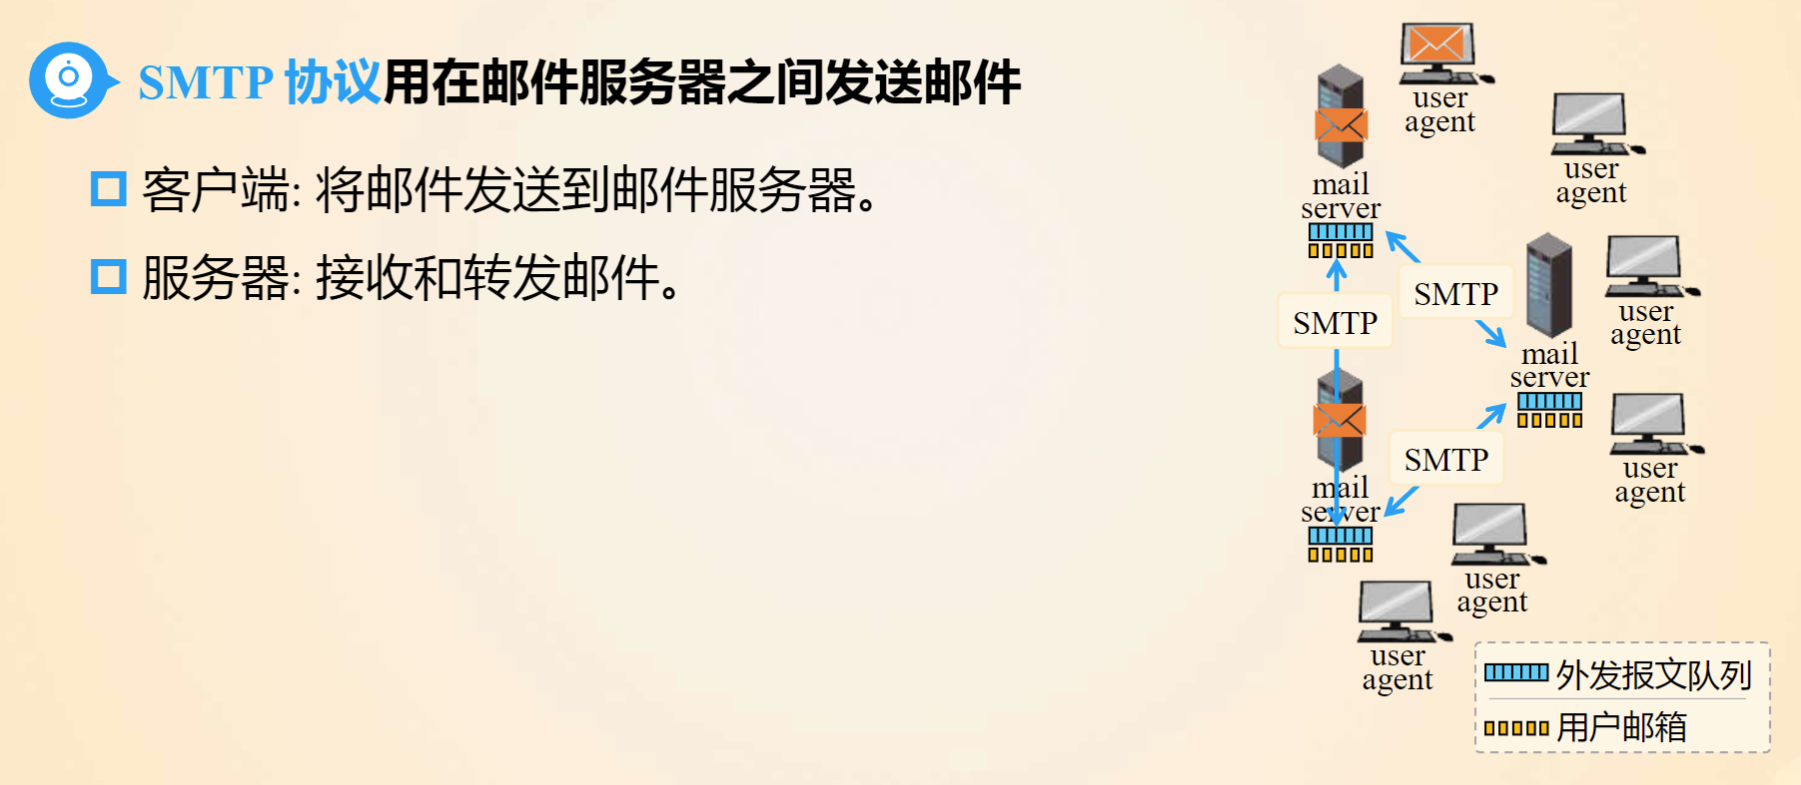 SMTP 协议用在邮件服务器之间发送邮件
客户端: 将邮件发送到邮件服务器。
服务器: 接收和转发邮件。
user
agent
user
agent
mail
server
user
agent
SMTP
SMTP
mail
server
user
agent
SMTP
mail
server
user
agent
user
agent
外发报文队列
用户邮箱